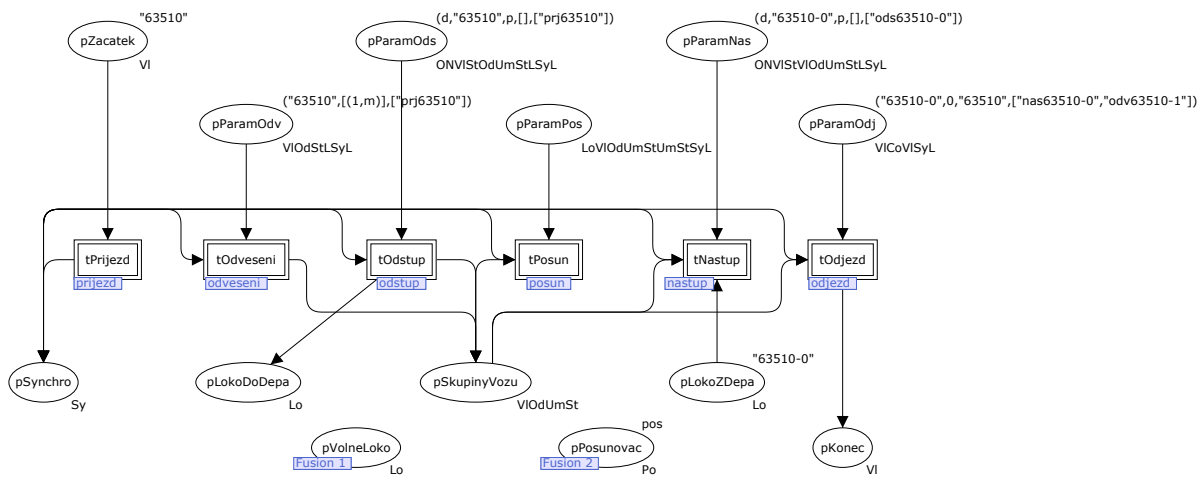 "63510"
(d,"63510",p,[],["prj63510"])
(d,"63510-0",p,[],["ods63510-0"])
pZacatek
pParamOds
pParamNas
Vl
ONVlStOdUmStLSyL
ONVlStVlOdUmStLSyL
("63510",[(1,m)],["prj63510"])
("63510-0",0,"63510",["nas63510-0","odv63510-1"])
pParamOdv
pParamPos
pParamOdj
VlOdStLSyL
LoVlOdUmStUmStSyL
VlCoVlSyL
tPrijezd
tOdveseni
tOdstup
tPosun
tNastup
tOdjezd
prijezd
odveseni
odstup
posun
nastup
odjezd
"63510-0"
pSynchro
pLokoDoDepa
pSkupinyVozu
pLokoZDepa
Sy
Lo
VlOdUmSt
Lo
pos
pVolneLoko
pPosunovac
pKonec
Fusion 1
Fusion 2
Lo
Po
Vl